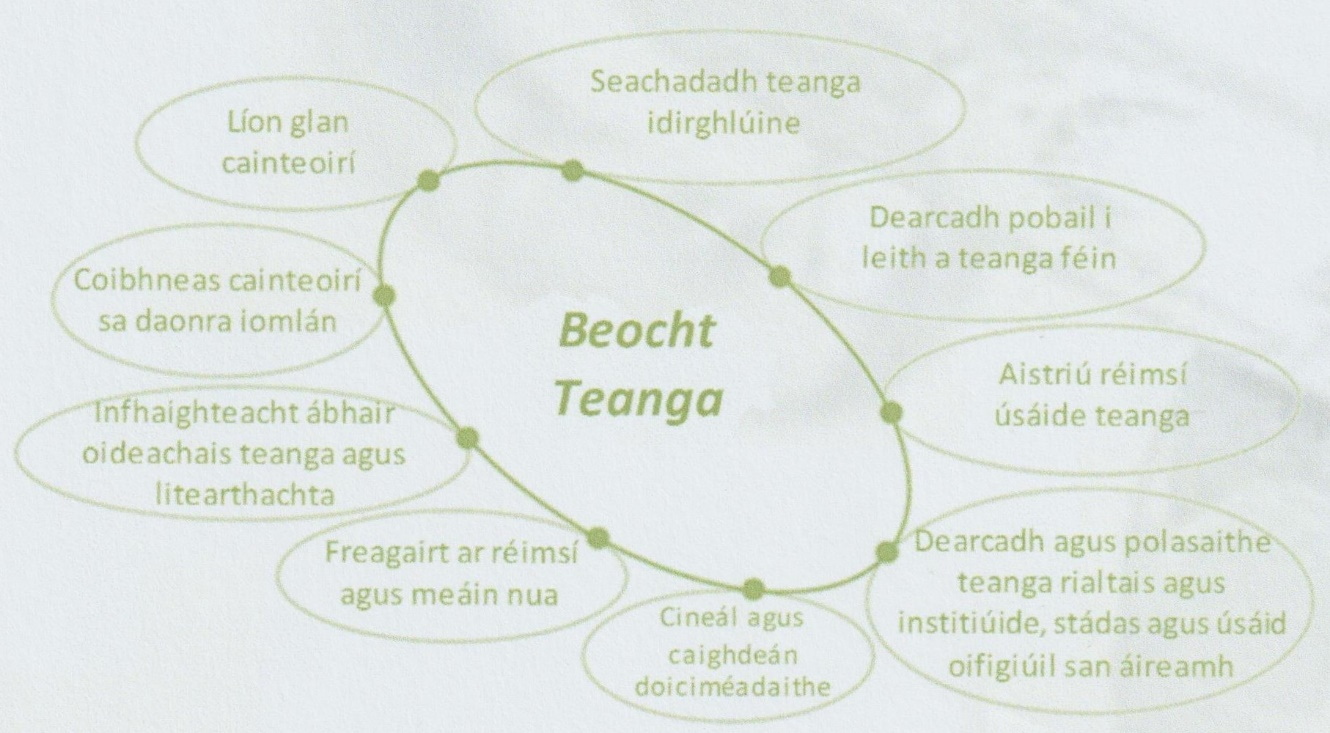 Seachadadh teanga
idirghlúine
Líon glan
cainteoirí
Dearcadh pobail i
leith a teanga féin
Coibhneas cainteoirí
sa daonra iomlán
Beocht
Teanga
Aistriú réimsí
úsáide teanga
Infhaighteacht ábhair
oideachais teanga agus
litearthachta
Freagairt ar réimsí
agus meáin nua
Dearcadh agus polasaithe
teanga rialtais agus
institiúide, stádas agus úsáid
oifigiúil san áireamh
Cineál agus
caighdeán
doiciméadaithe